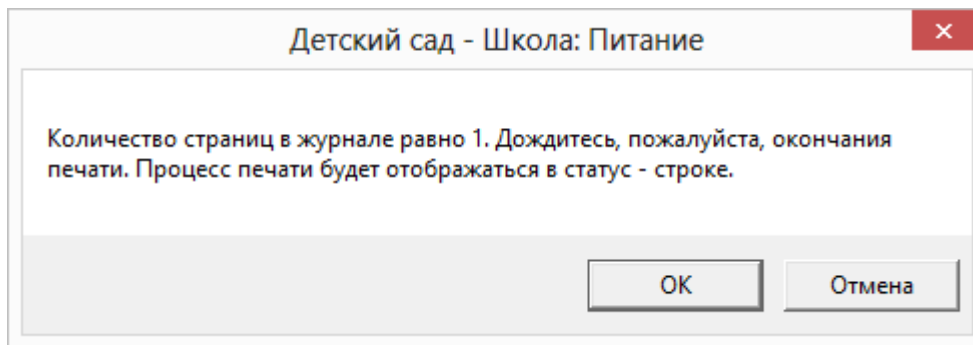 Детский сад - Школа: Питание
Количество страниц в журнале равно 1. Дождитесь, пожалуйста, окончания
печати. Процесс печати будет отображаться в статус - строке.
ОК
Отмена